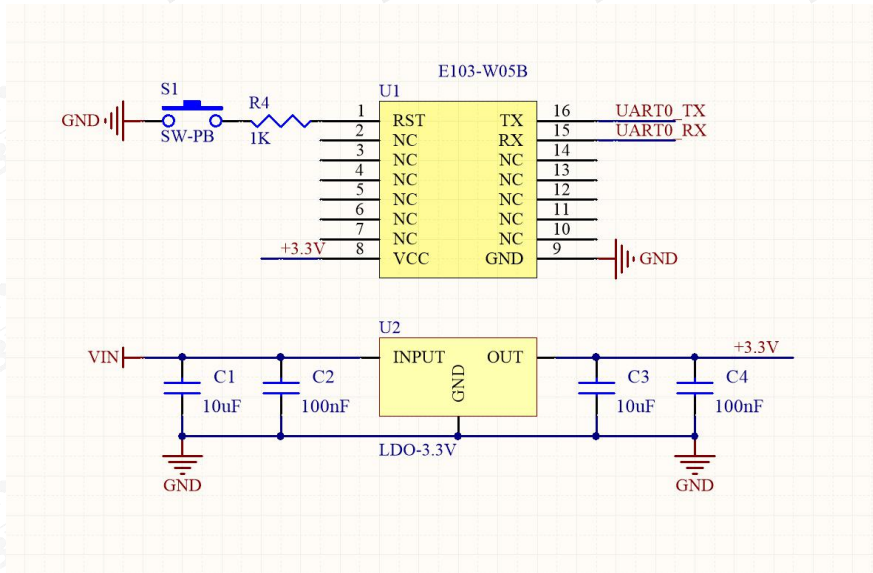 E103-W05B
S1
R4
U1
GND
SW-PB
1K
1 RST TX 16 UART0_TX
2 NC RX 15 UART0_RX
3 NC NC 14
4 NC NC 13
5 NC NC 12
6 NC NC 11
7 NC NC 10
+3.3V 8 VCC GND 9 GND
U2
VIN INPUT OUT +3.3V
GND
C1 C2 C3 C4
10uF 100nF 10uF 100nF
LDO-3.3V
GND GND